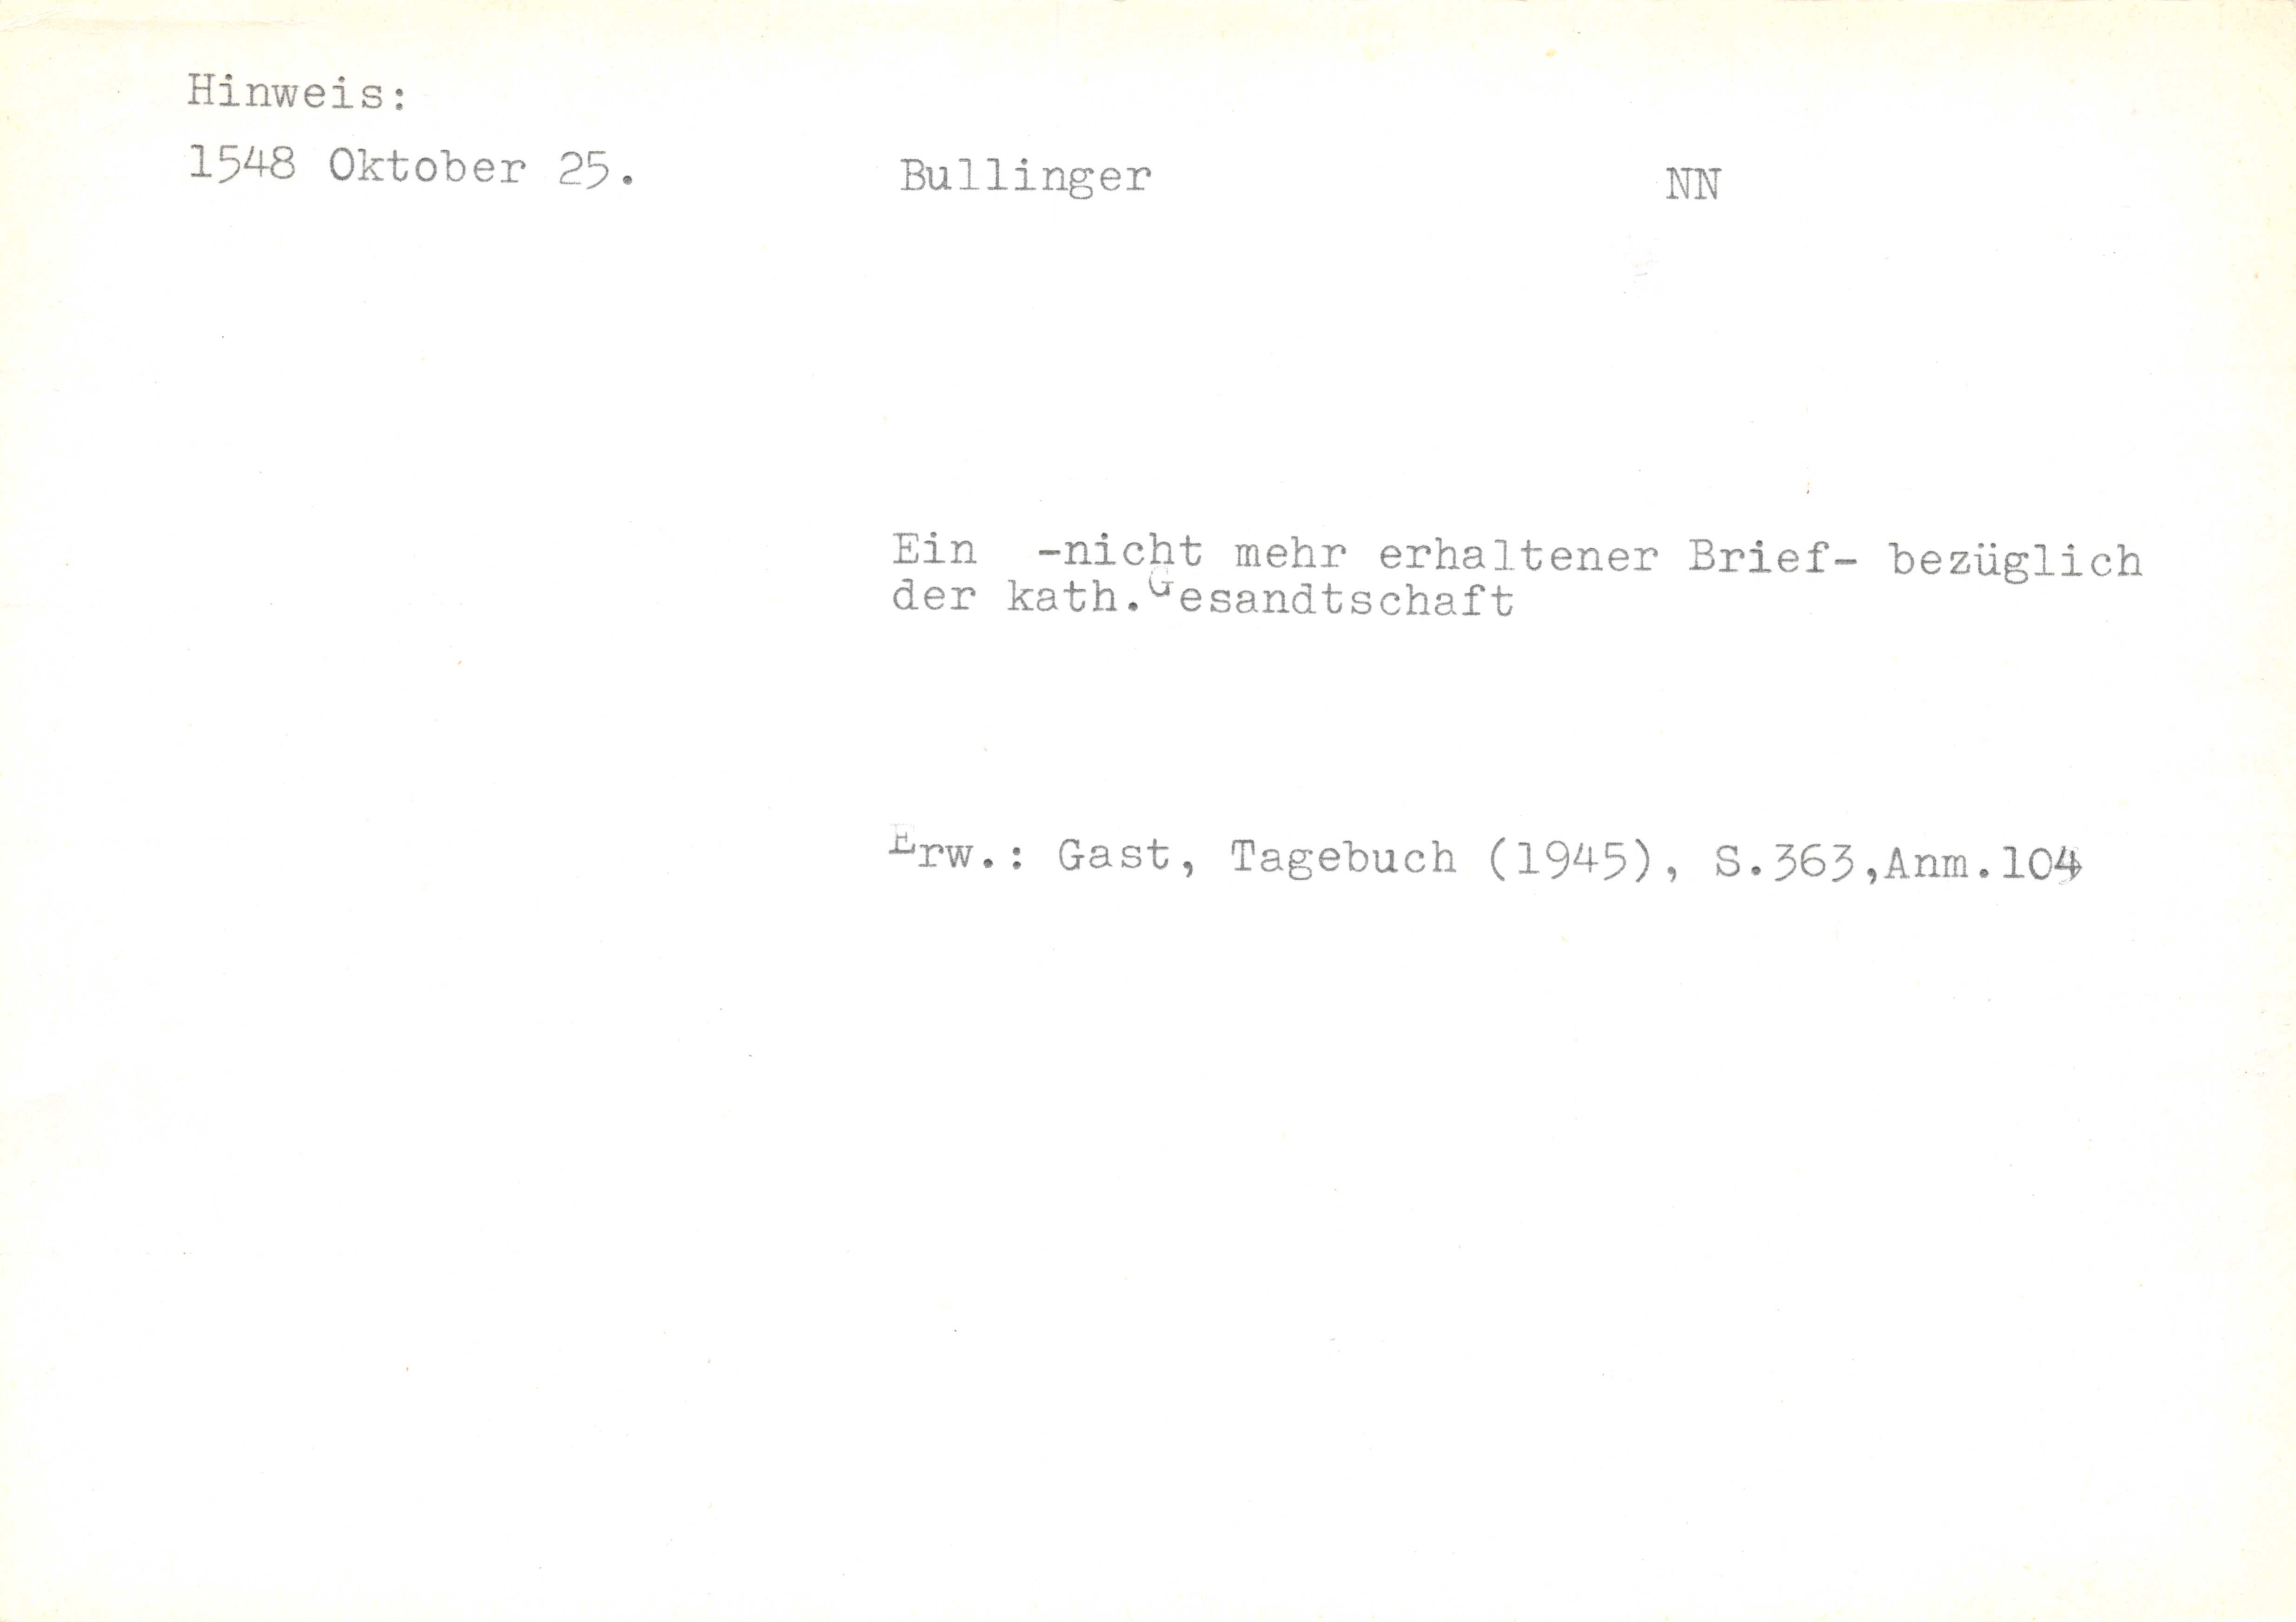 Hinweis:
1548 Oktober 25. Bullinger NN
Ein -nicht mehr erhaltener Brief- bezüglich
der kath.Gesandtschaft
Erw.: Gast, Tagebuch (1945), S.363,Anm.104